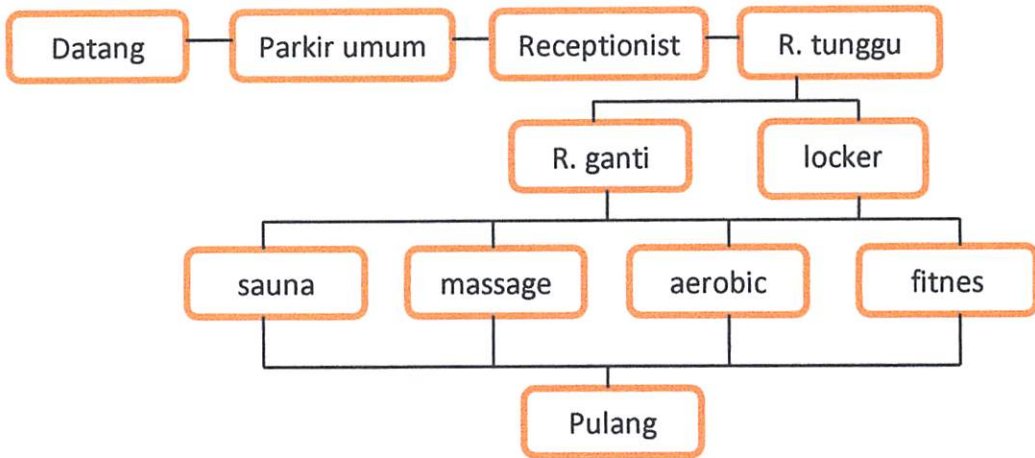 Datang
Parkir umum
Receptionist
R. tunggu
R. ganti
locker
sauna
massage
aerobic
fitnes
Pulang